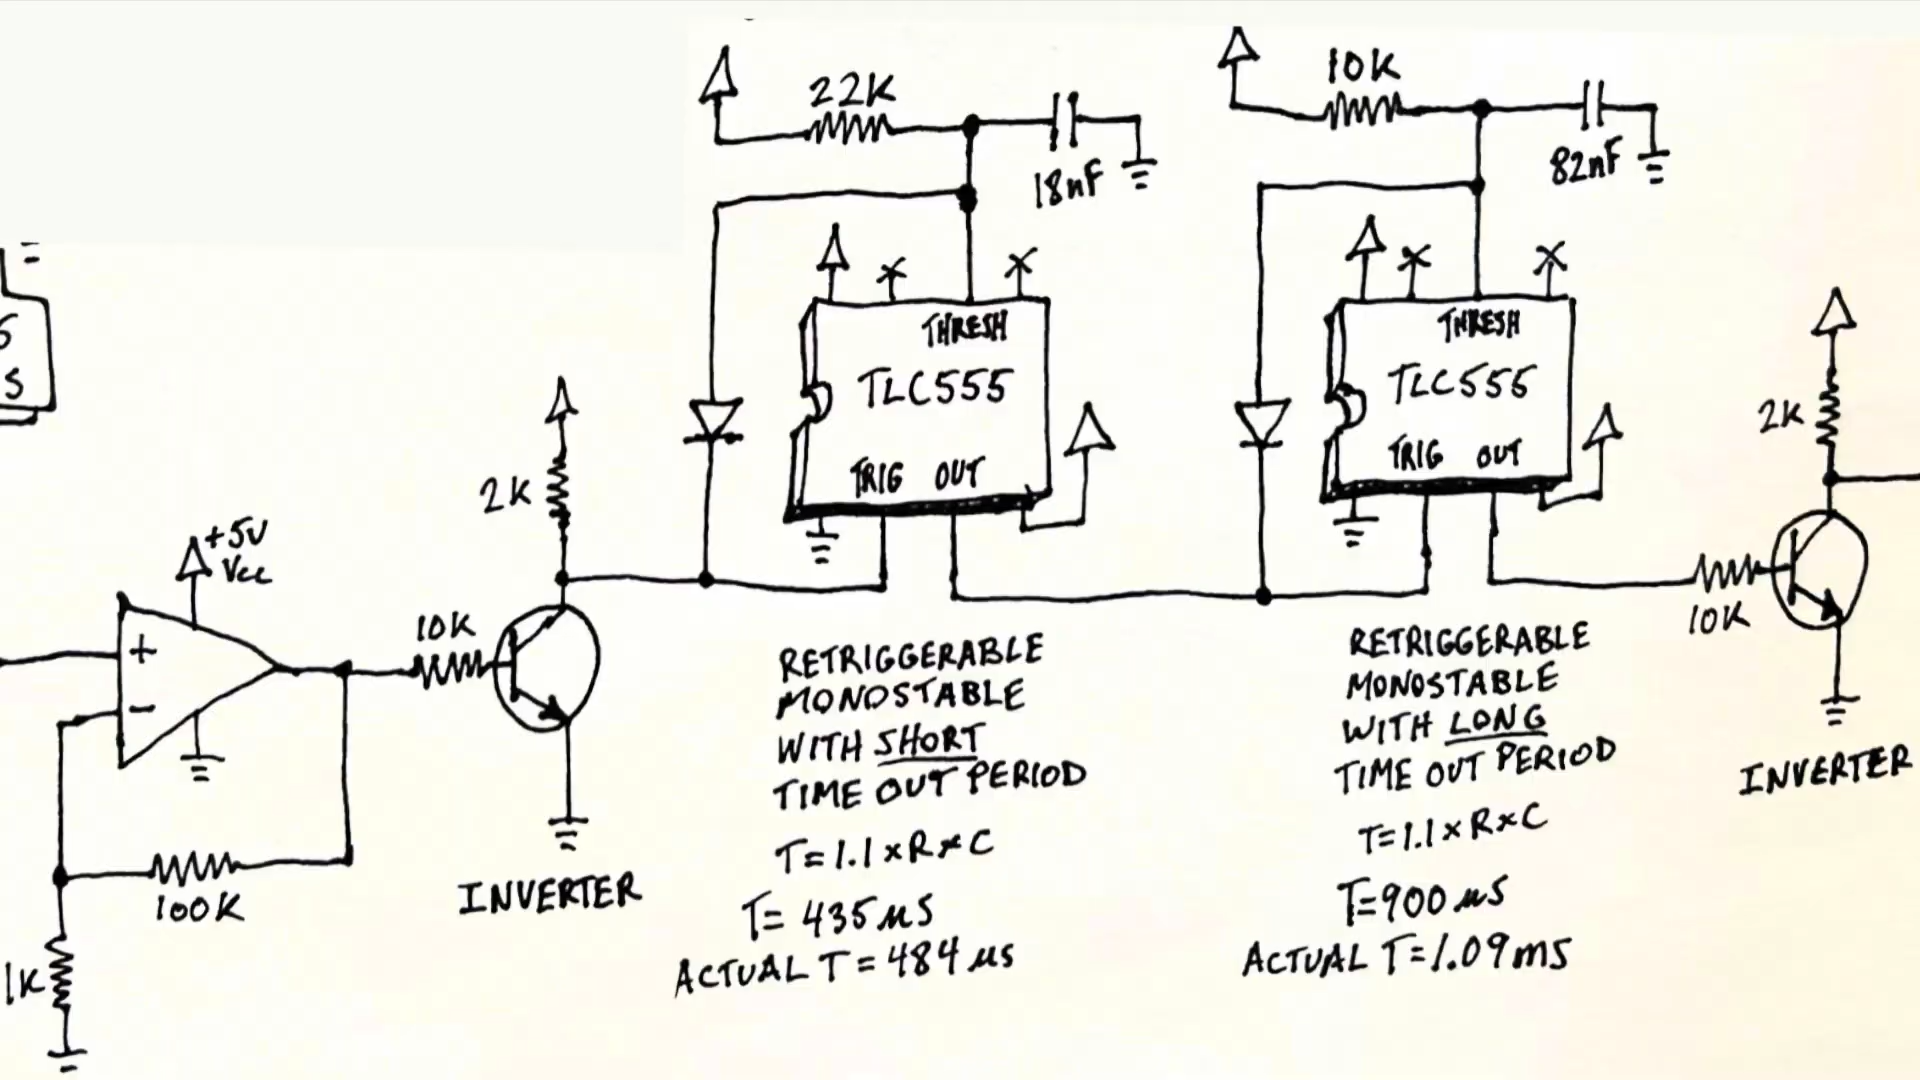 22K
10K
18nF
82nF
5
S
THRESH
TLC555
TRIG OUT
THRESH
TLC555
TRIG OUT
2K
2K
+5V
Vcc
+
-
10K
10K
100K
1K
INVERTER
RETRIGGERABLE
MONOSTABLE
WITH SHORT
TIME OUT PERIOD
T=1.1×R×C
T=435μS
ACTUAL T=484μS
RETRIGGERABLE
MONOSTABLE
WITH LONG
TIME OUT PERIOD
T=1.1×R×C
T=900μS
ACTUAL T=1.09mS
INVERTER